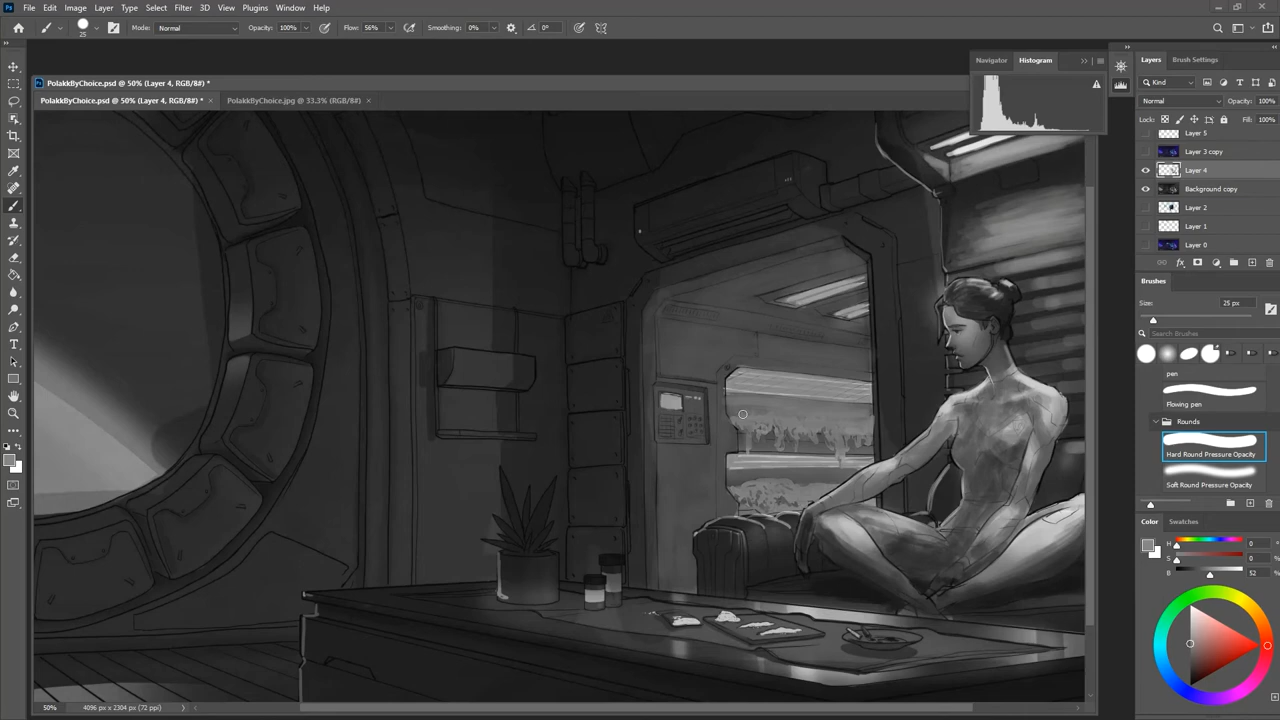 Ps File Edit Image Layer Type Select Filter 3D View Plugins Window Help
25 Mode: Normal Opacity: 100% Flow: 56% Smoothing: 0% 0°
PolakkByChoice.psd @ 50% (Layer 4, RGB/8#) *
PolakkByChoice.psd @ 50% (Layer 4, RGB/8#) * × PolakkByChoice.jpg @ 33.3% (RGB/8#) ×
Navigator Histogram
Layers Brush Settings
Kind
Normal Opacity: 100%
Lock: Fill: 100%
Layer 5
Layer 3 copy
Layer 4
Background copy
Layer 2
Layer 1
Layer 0
fx
Brushes
Size: 25 px
Search Brushes
pen
Flowing pen
Rounds
Hard Round Pressure Opacity
Soft Round Pressure Opacity
Color Swatches
H 0 °
S 0 %
B 52 %
50% 4096 px x 2304 px (72 ppi)